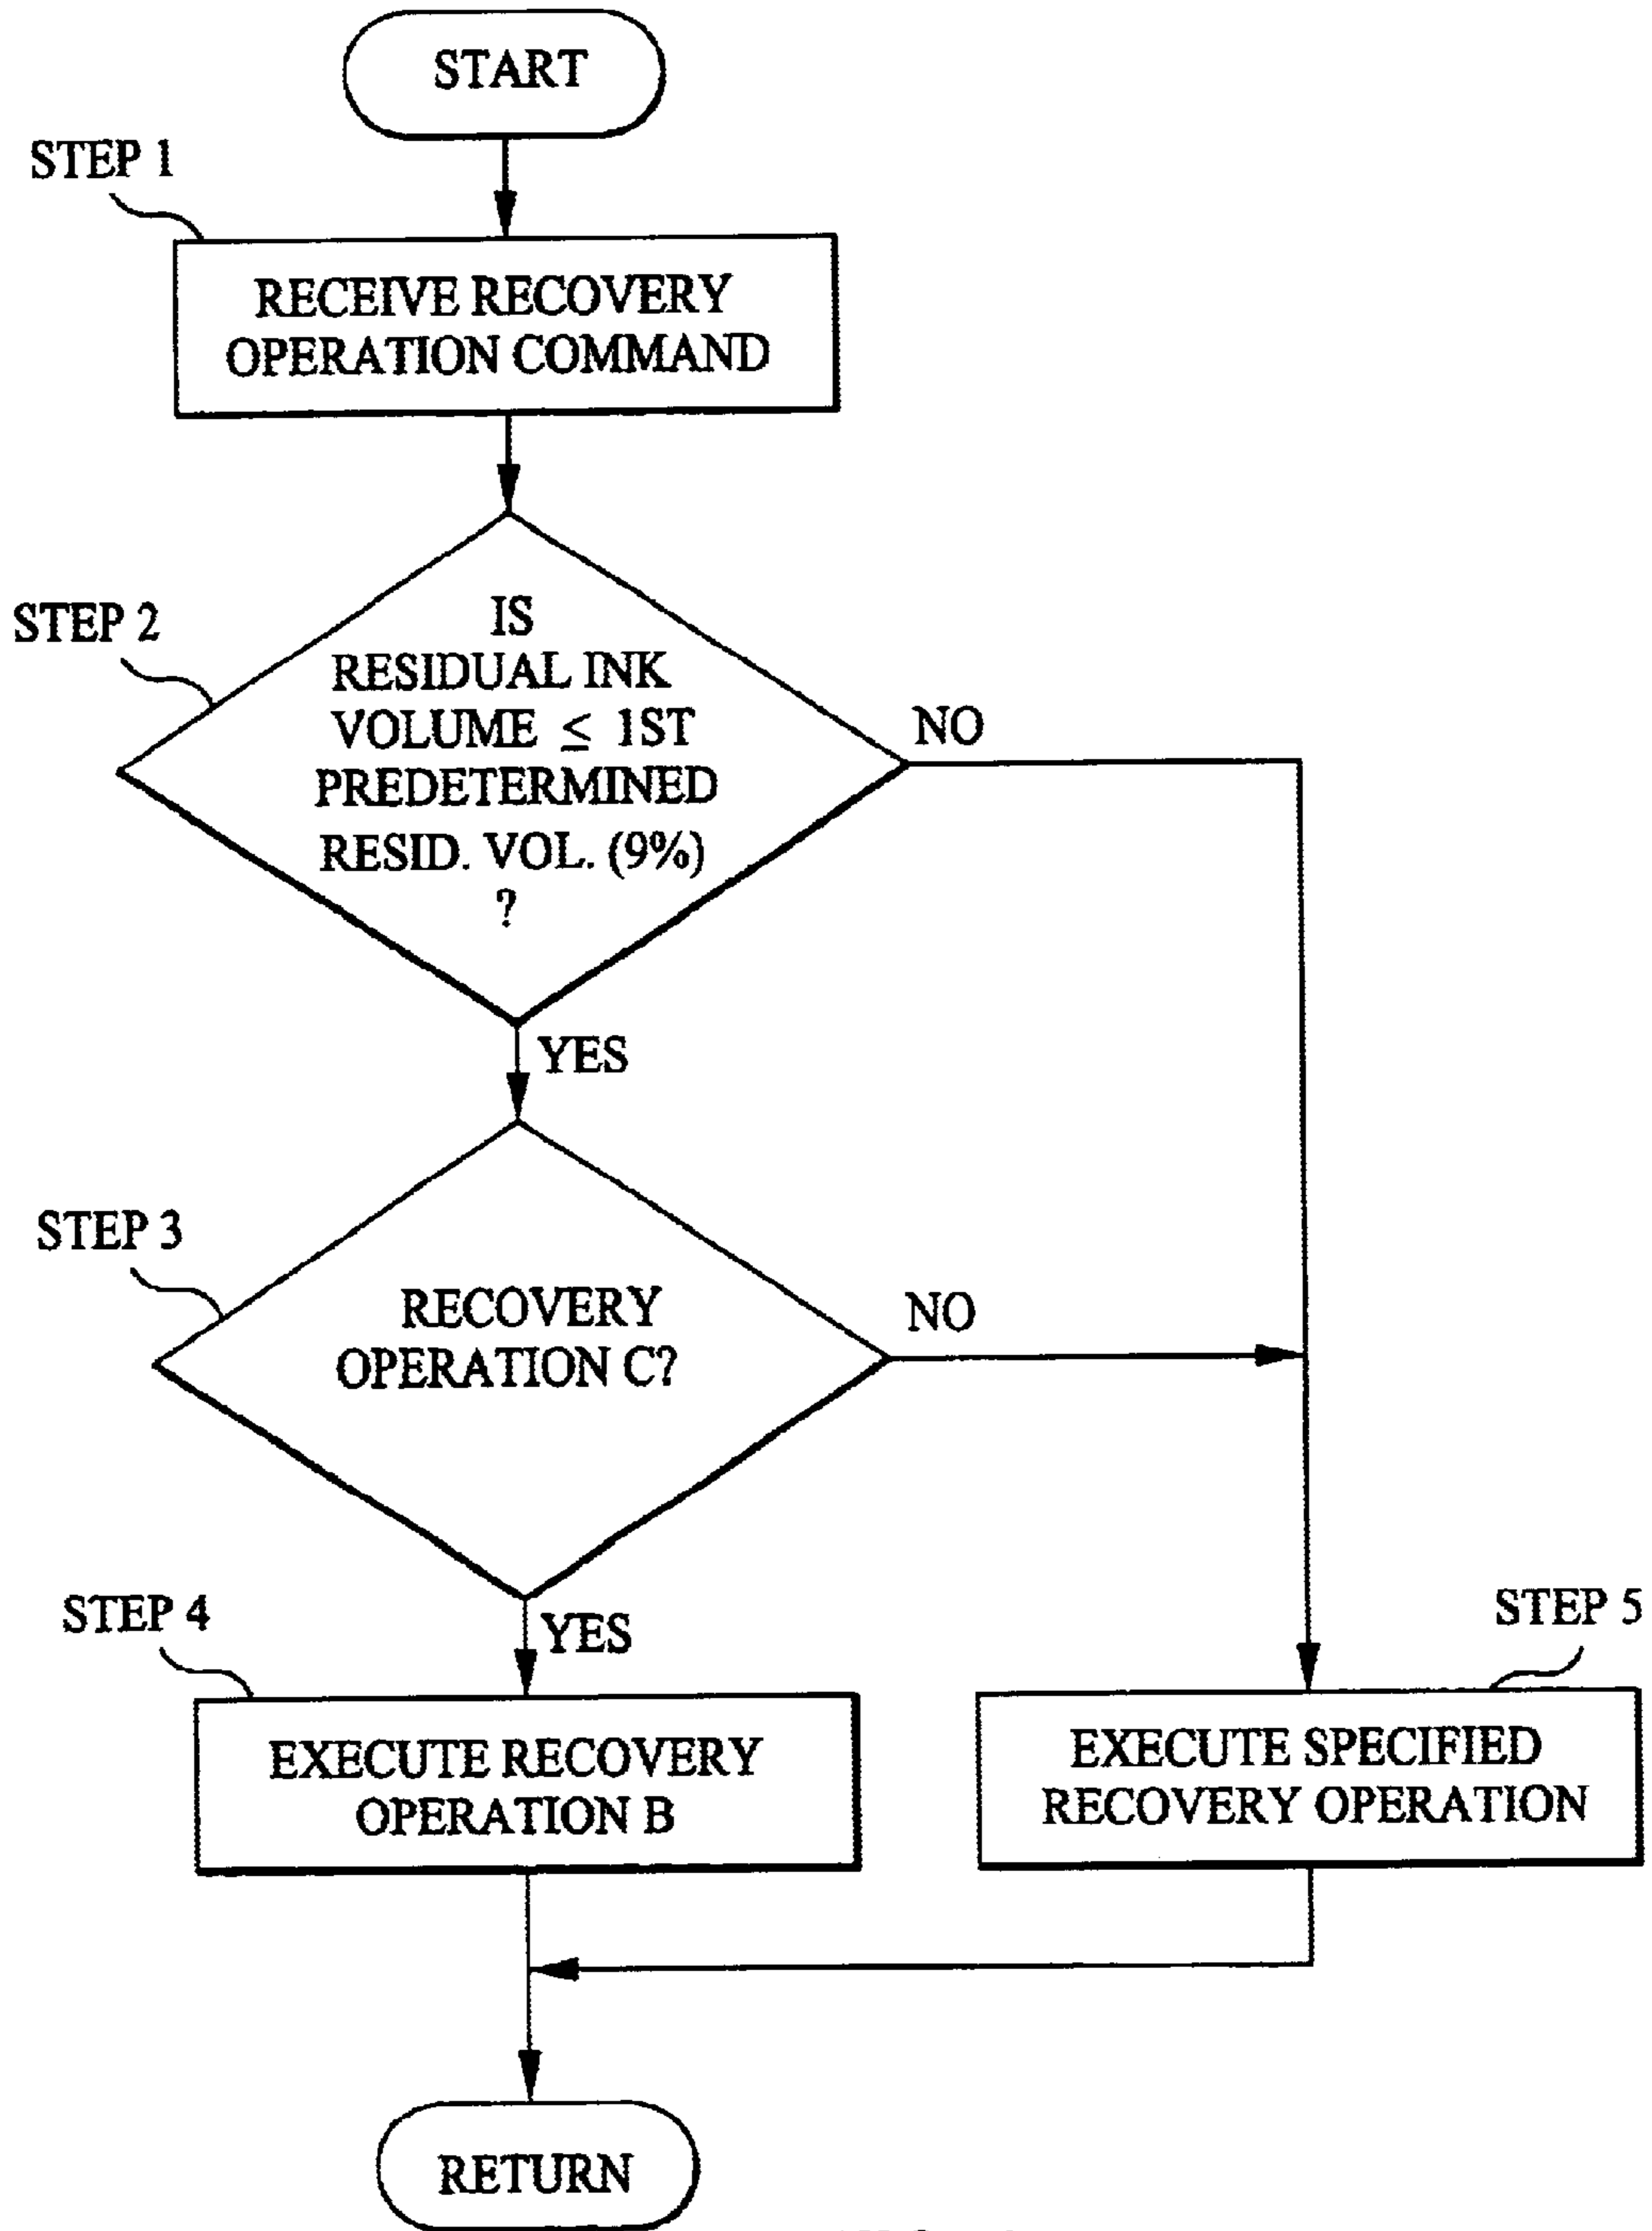 START
STEP 1
RECEIVE RECOVERY
OPERATION COMMAND
STEP 2
IS
RESIDUAL INK
VOLUME ≤ 1ST
PREDETERMINED
RESID. VOL. (9%)
?
NO
YES
STEP 3
RECOVERY
OPERATION C?
NO
YES
STEP 4
EXECUTE RECOVERY
OPERATION B
STEP 5
EXECUTE SPECIFIED
RECOVERY OPERATION
RETURN